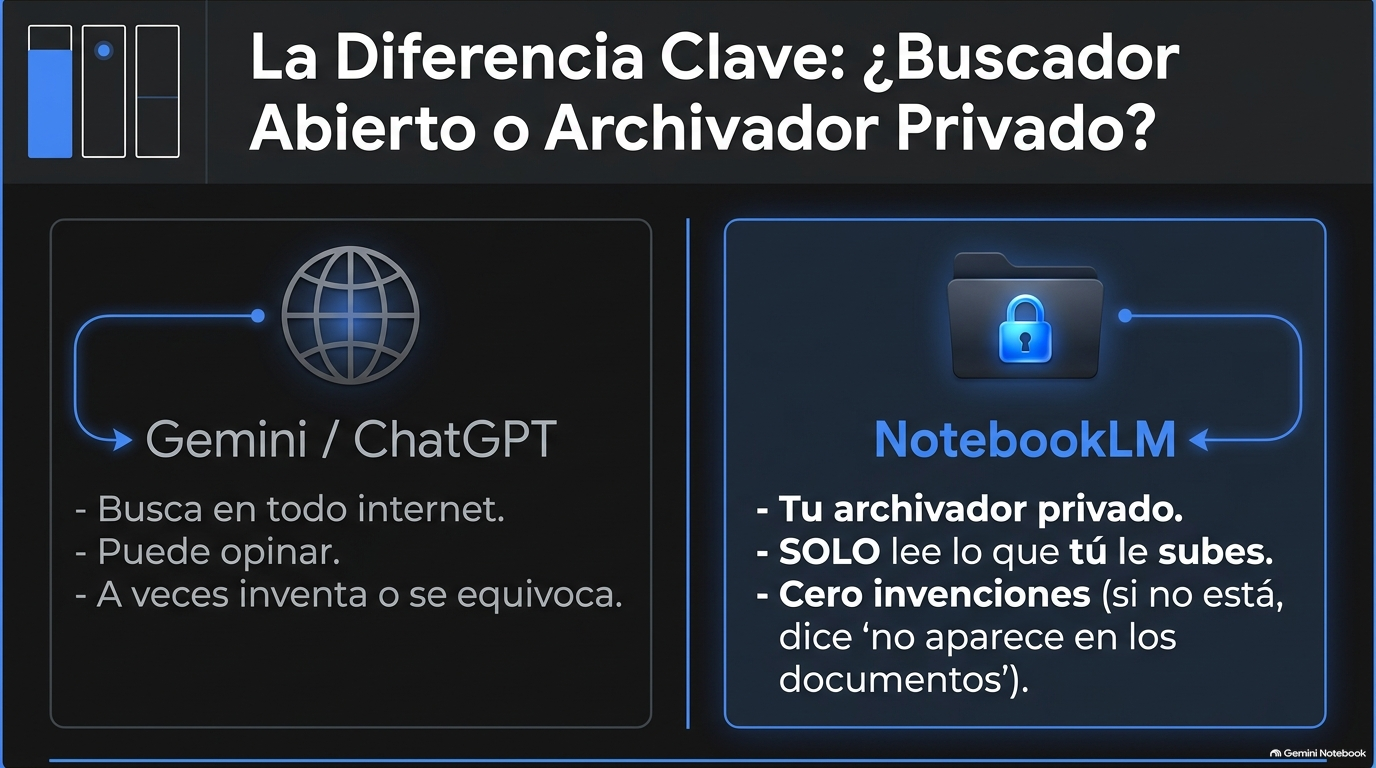 La Diferencia Clave: ¿Buscador
Abierto o Archivador Privado?
Gemini / ChatGPT
- Busca en todo internet.
- Puede opinar.
- A veces inventa o se equivoca.
NotebookLM
- Tu archivador privado.
- SOLO lee lo que tú le subes.
- Cero invenciones (si no está,
dice ‘no aparece en los
documentos’).
Gemini Notebook